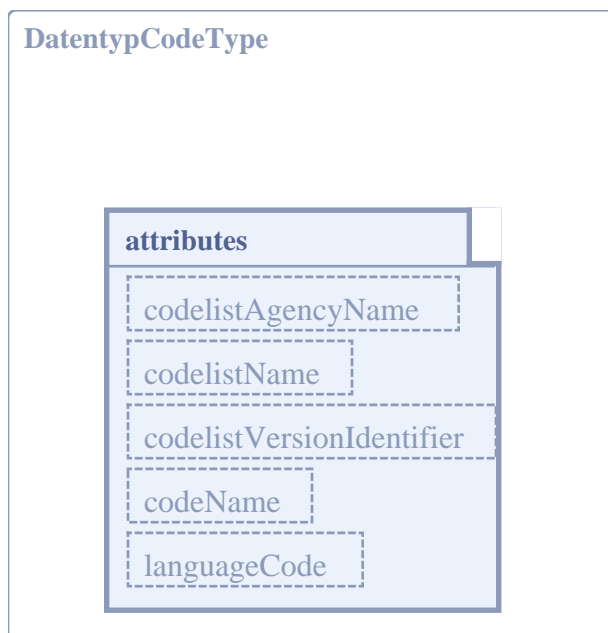 DatentypCodeType
attributes
codelistAgencyName
codelistName
codelistVersionIdentifier
codeName
languageCode